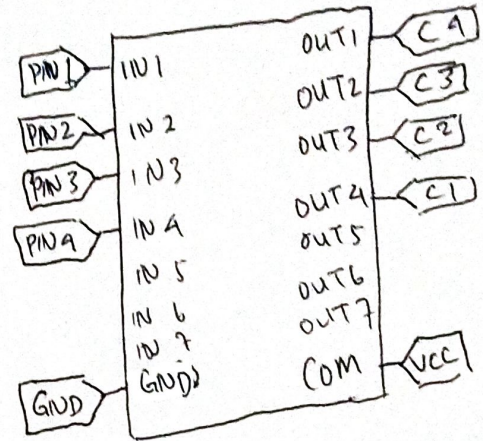 PIN1 IN1 OUT1 C4
OUT2 C3
PIN2 IN2 OUT3 C2
PIN3 IN3
OUT4 C1
PIN4 IN4 OUT5
IN5
OUT6
IN6 OUT7
IN7
GND GND COM VCC